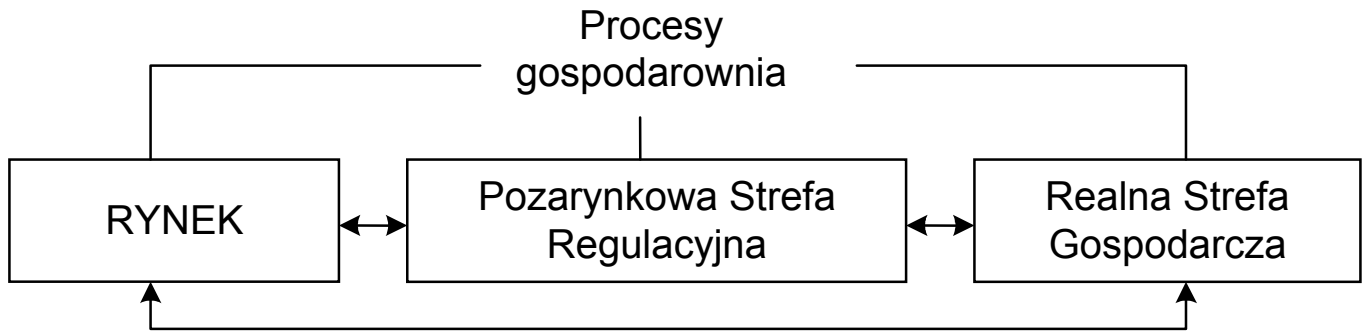 Procesy
gospodarownia
RYNEK
Pozarynkowa Strefa
Regulacyjna
Realna Strefa
Gospodarcza